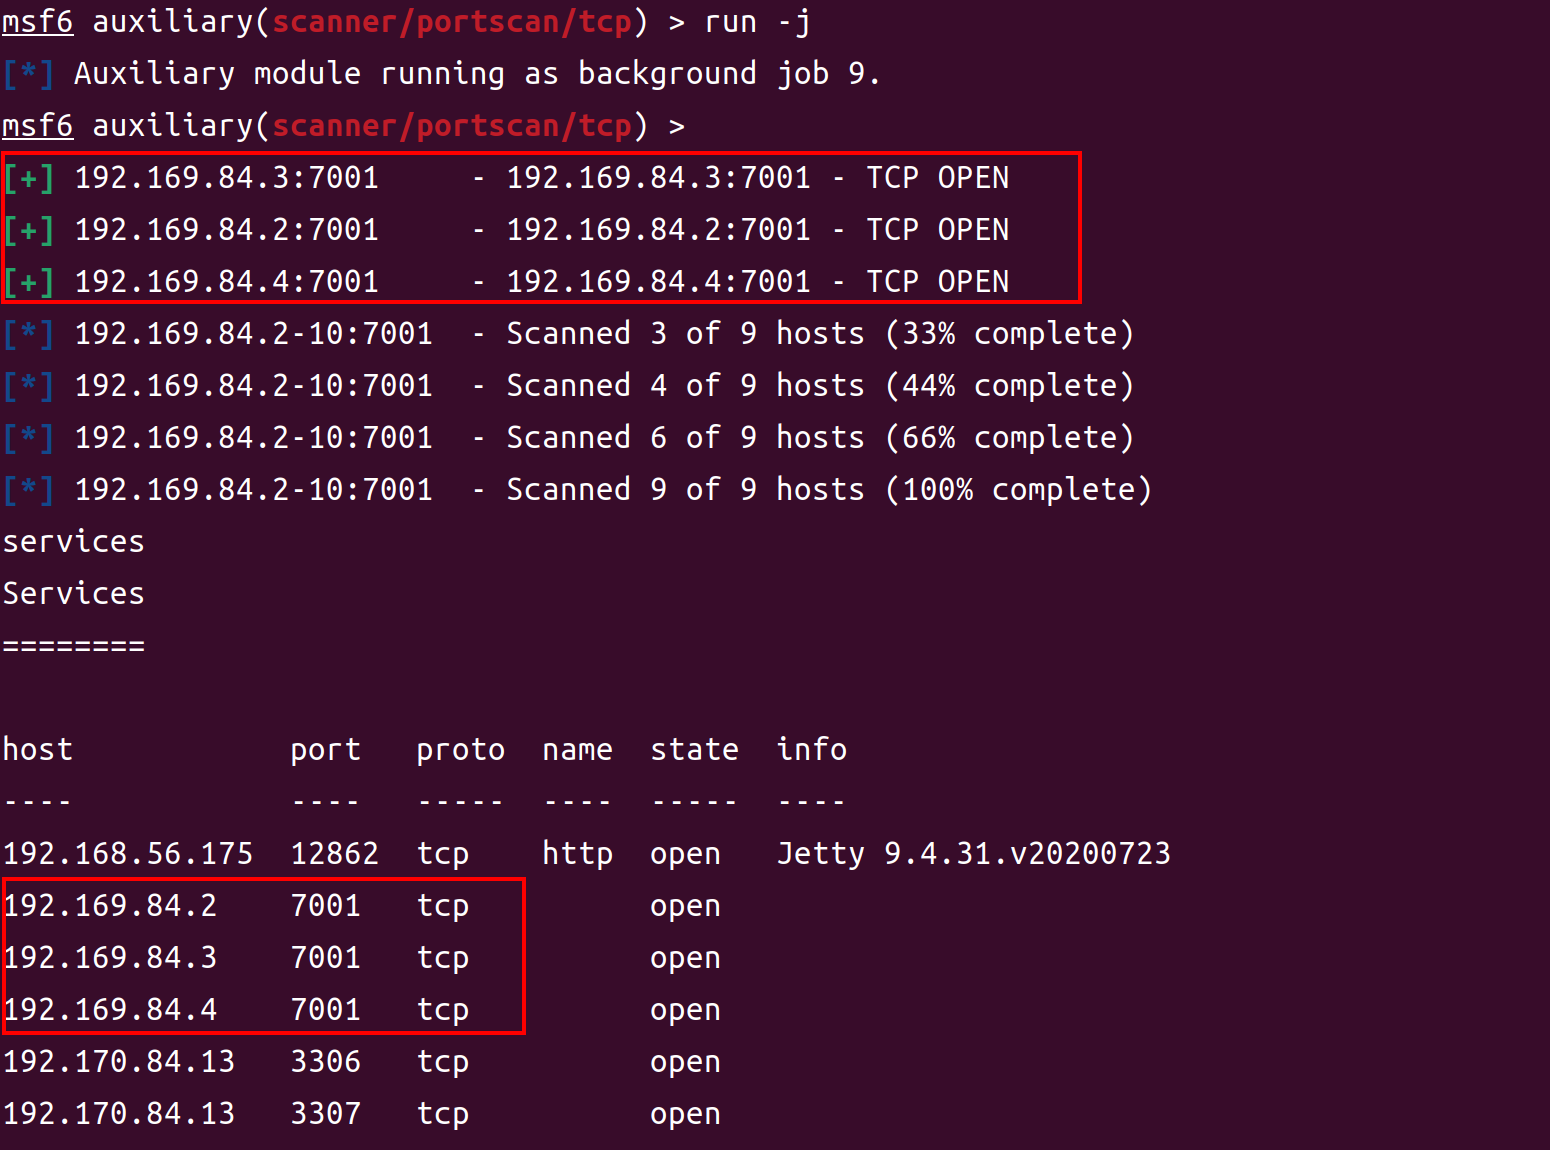 msf6 auxiliary(scanner/portscan/tcp) > run -j
[*] Auxiliary module running as background job 9.
msf6 auxiliary(scanner/portscan/tcp) >
[+] 192.169.84.3:7001     - 192.169.84.3:7001 - TCP OPEN
[+] 192.169.84.2:7001     - 192.169.84.2:7001 - TCP OPEN
[+] 192.169.84.4:7001     - 192.169.84.4:7001 - TCP OPEN
[*] 192.169.84.2-10:7001  - Scanned 3 of 9 hosts (33% complete)
[*] 192.169.84.2-10:7001  - Scanned 4 of 9 hosts (44% complete)
[*] 192.169.84.2-10:7001  - Scanned 6 of 9 hosts (66% complete)
[*] 192.169.84.2-10:7001  - Scanned 9 of 9 hosts (100% complete)
services
Services
========

host            port   proto  name  state  info
----            ----   -----  ----  -----  ----
192.168.56.175  12862  tcp    http  open   Jetty 9.4.31.v20200723
192.169.84.2    7001   tcp          open
192.169.84.3    7001   tcp          open
192.169.84.4    7001   tcp          open
192.170.84.13   3306   tcp          open
192.170.84.13   3307   tcp          open